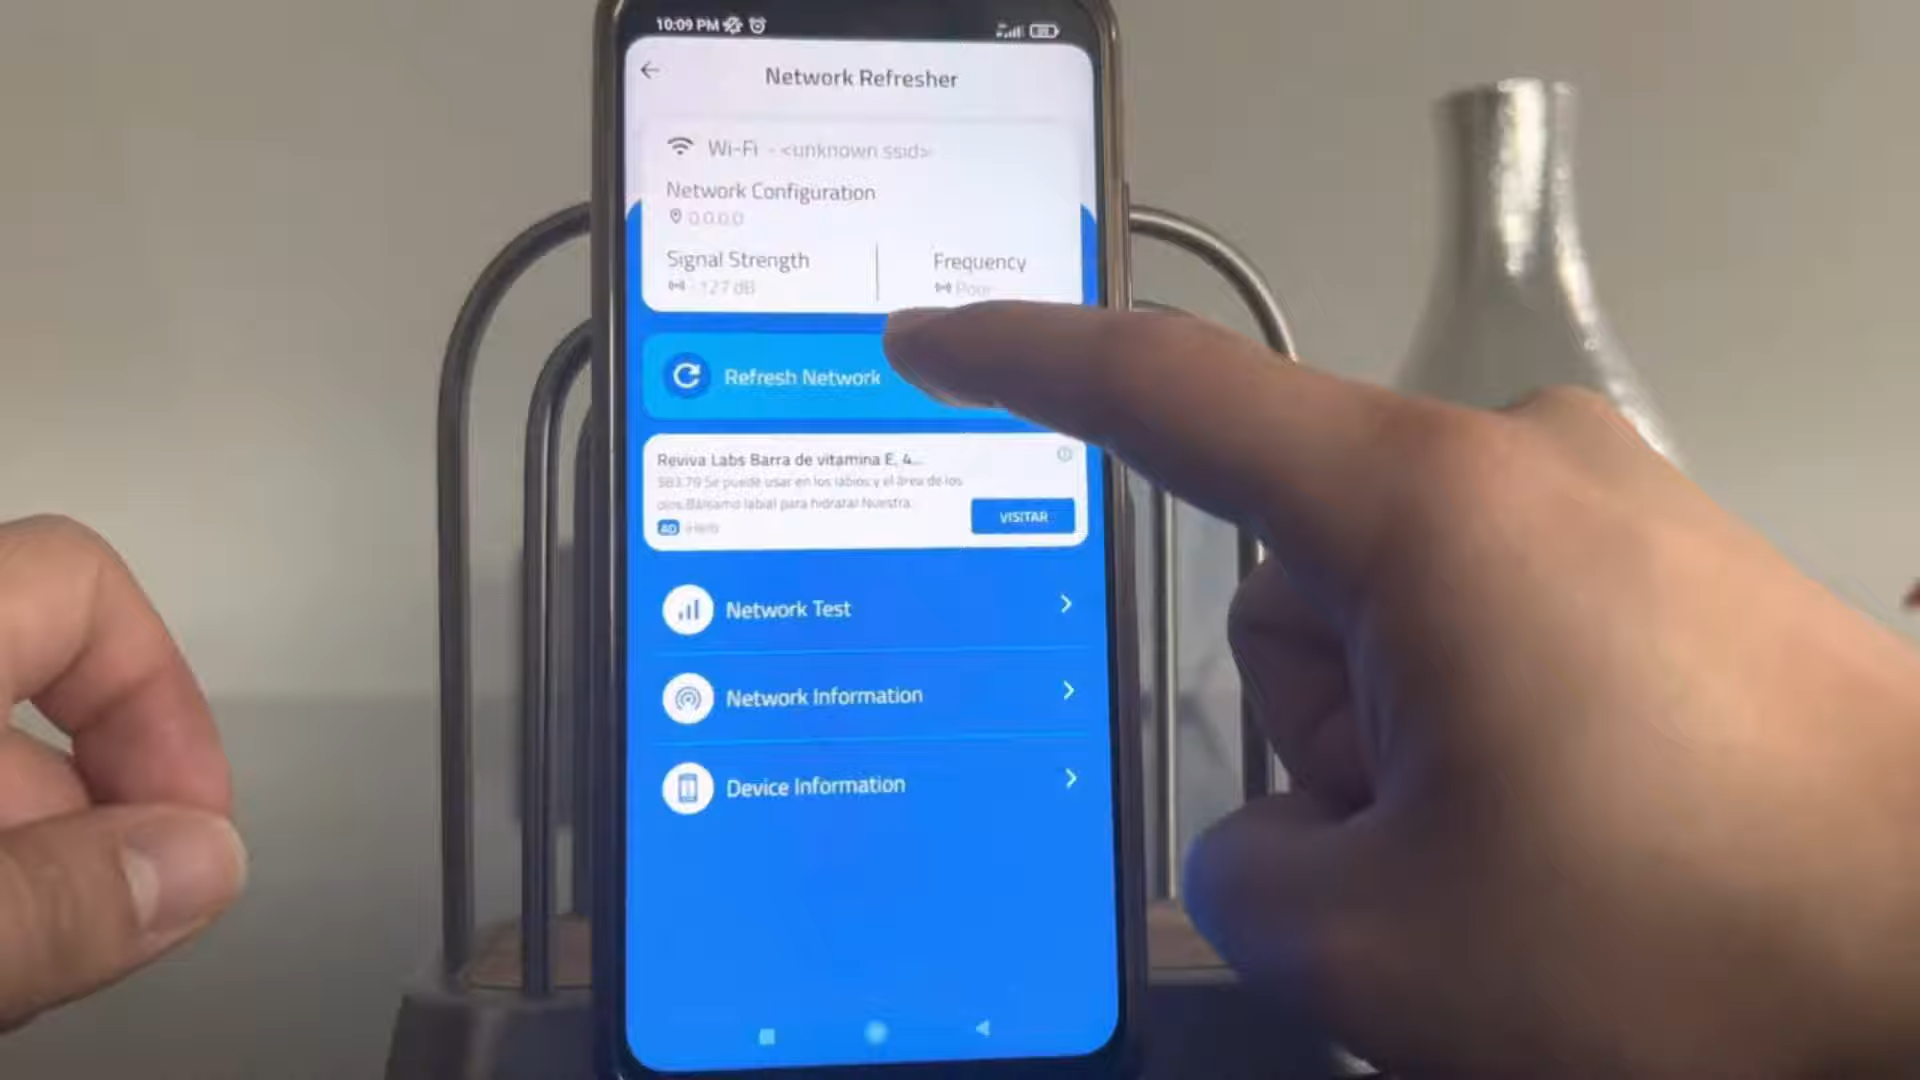 10:09 PM
Network Refresher
Wi-Fi - <unknown ssid>
Network Configuration
0.0.0.0
Signal Strength
Frequency
-127 dB
Poor
Refresh Network
Reviva Labs Barra de vitamina E, 4...
$83.79 Se puede usar en los labios y el área de los
ojos.Bálsamo labial para hidratar Nuestra
VISITAR
AD iHerb
Network Test
Network Information
Device Information